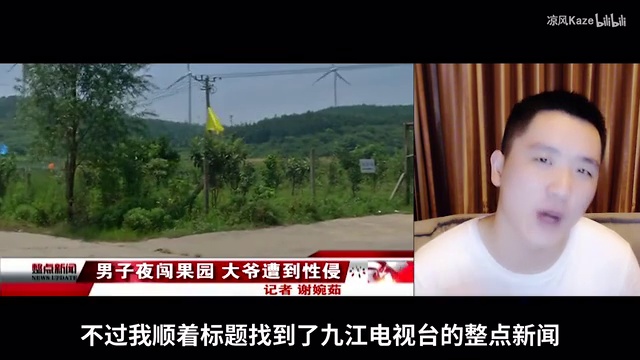 凉风Kaze bilibili
整点新闻
NEWS UPDATE
男子夜闯果园 大爷遭到性侵
记者 谢婉茹
不过我顺着标题找到了九江电视台的整点新闻